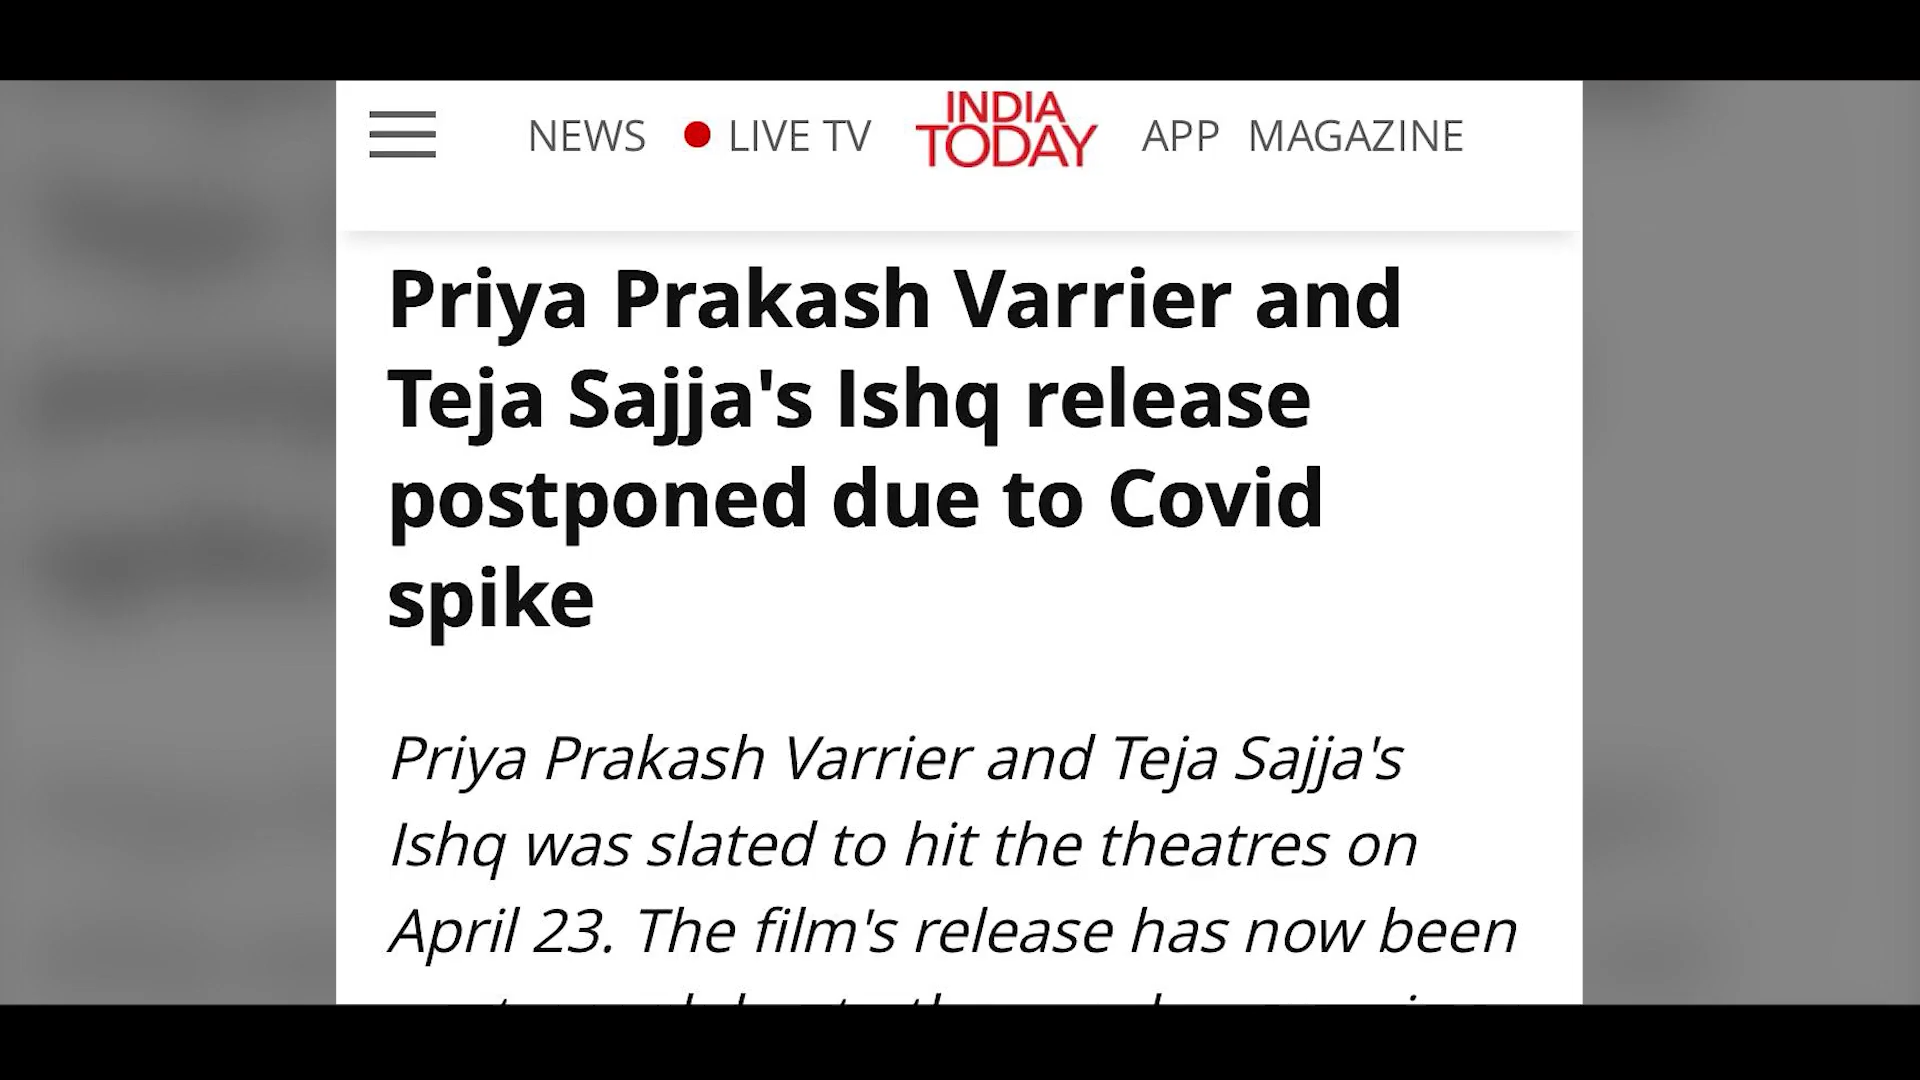 NEWS LIVE TV INDIA TODAY APP MAGAZINE
Priya Prakash Varrier and
Teja Sajja's Ishq release
postponed due to Covid
spike
Priya Prakash Varrier and Teja Sajja's
Ishq was slated to hit the theatres on
April 23. The film's release has now been